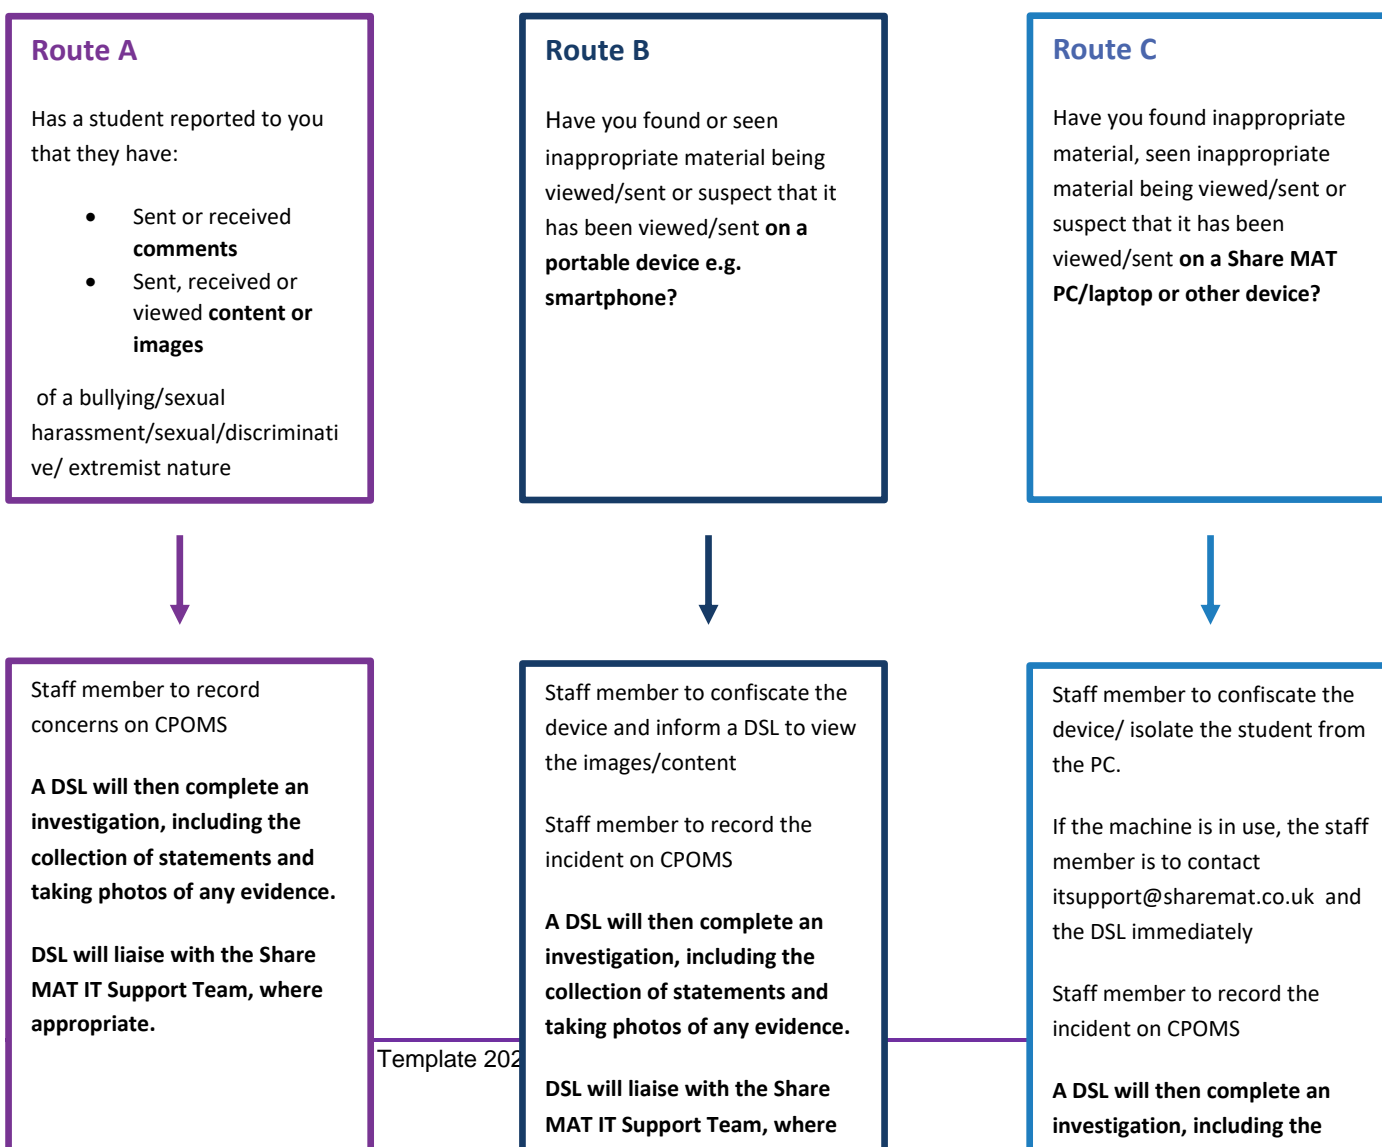 Route A
Has a student reported to you
that they have:
• Sent or received
comments
• Sent, received or
viewed content or
images
of a bullying/sexual
harassment/sexual/discriminati
ve/ extremist nature
Route B
Have you found or seen
inappropriate material being
viewed/sent or suspect that it
has been viewed/sent on a
portable device e.g.
smartphone?
Route C
Have you found inappropriate
material, seen inappropriate
material being viewed/sent or
suspect that it has been
viewed/sent on a Share MAT
PC/laptop or other device?
Staff member to record
concerns on CPOMS
A DSL will then complete an
investigation, including the
collection of statements and
taking photos of any evidence.
DSL will liaise with the Share
MAT IT Support Team, where
appropriate.
Staff member to confiscate the
device and inform a DSL to view
the images/content
Staff member to record the
incident on CPOMS
A DSL will then complete an
investigation, including the
collection of statements and
taking photos of any evidence.
DSL will liaise with the Share
MAT IT Support Team, where
Staff member to confiscate the
device/ isolate the student from
the PC.
If the machine is in use, the staff
member is to contact
itsupport@sharemat.co.uk  and
the DSL immediately
Staff member to record the
incident on CPOMS
A DSL will then complete an
investigation, including the
Template 202